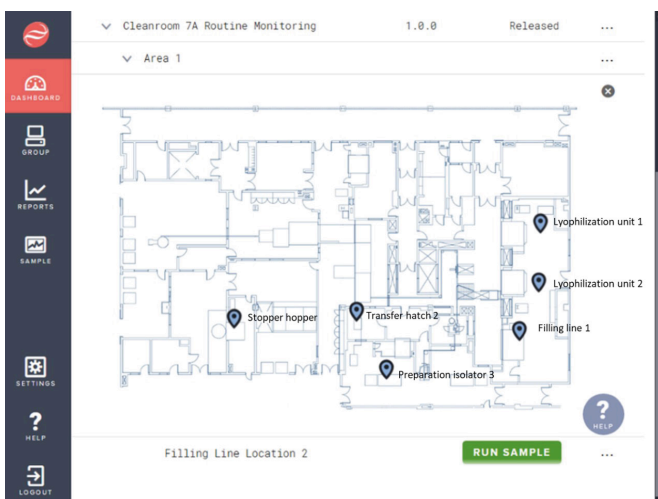 Cleanroom 7A Routine Monitoring 1.0.0 Released ...
Area 1 ...
DASHBOARD
GROUP
REPORTS
SAMPLE
SETTINGS
? HELP
LOGOUT
Lyophilization unit 1
Lyophilization unit 2
Stopper hopper
Transfer hatch 2
Filling line 1
Preparation isolator 3
? HELP
Filling Line Location 2 RUN SAMPLE ...